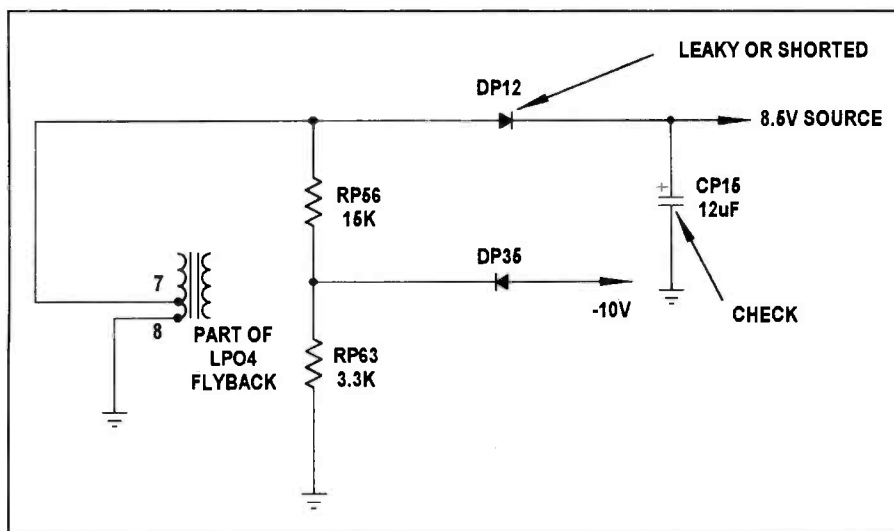 LEAKY OR SHORTED
DP12
8.5V SOURCE
RP56
15K
+
CP15
12uF
DP35
-10V
7
8
PART OF
LPO4
FLYBACK
CHECK
RP63
3.3K